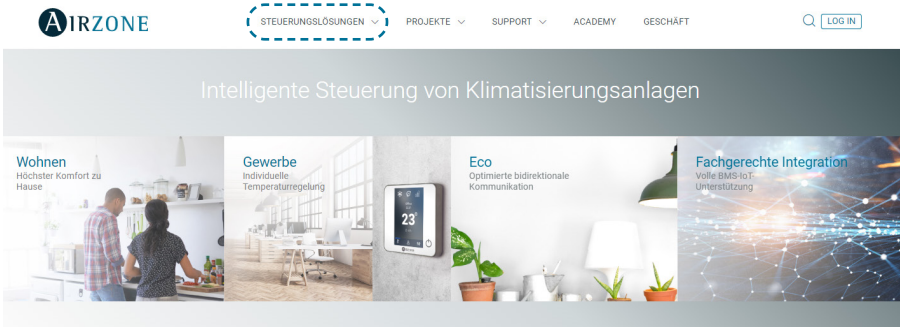 AIRZONE
STEUERUNGSLÖSUNGEN
PROJEKTE
SUPPORT
ACADEMY
GESCHÄFT
LOG IN
Intelligente Steuerung von Klimatisierungsanlagen
Wohnen
Höchster Komfort zu
Hause
Gewerbe
Individuelle
Temperaturregelung
23
Eco
Optimierte bidirektionale
Kommunikation
Fachgerechte Integration
Volle BMS-IoT-
Unterstützung